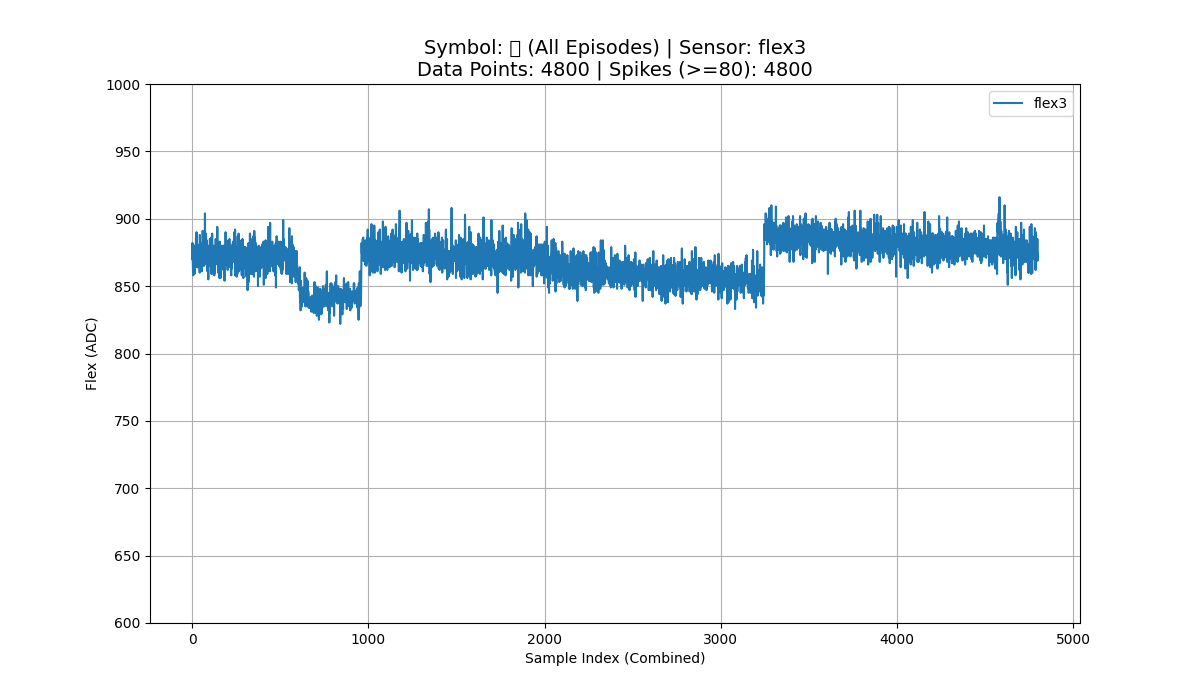 Symbol: (All Episodes) | Sensor: flex3
Data Points: 4800 | Spikes (>=80): 4800
flex3
Flex (ADC)
1000
950
900
850
800
750
700
650
600
0 1000 2000 3000 4000 5000
Sample Index (Combined)